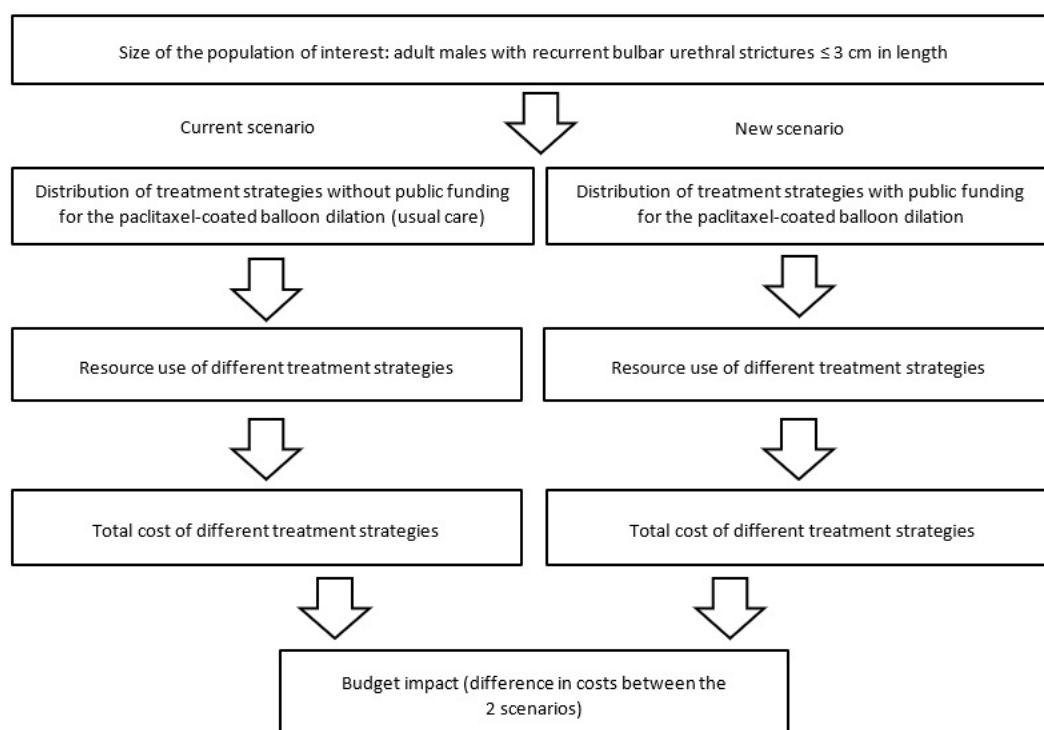 Size of the population of interest: adult males with recurrent bulbar urethral strictures ≤ 3 cm in length
Current scenario
New scenario
Distribution of treatment strategies without public funding
for the paclitaxel-coated balloon dilation (usual care)
Distribution of treatment strategies with public funding
for the paclitaxel-coated balloon dilation
Resource use of different treatment strategies
Resource use of different treatment strategies
Total cost of different treatment strategies
Total cost of different treatment strategies
Budget impact (difference in costs between the
2 scenarios)